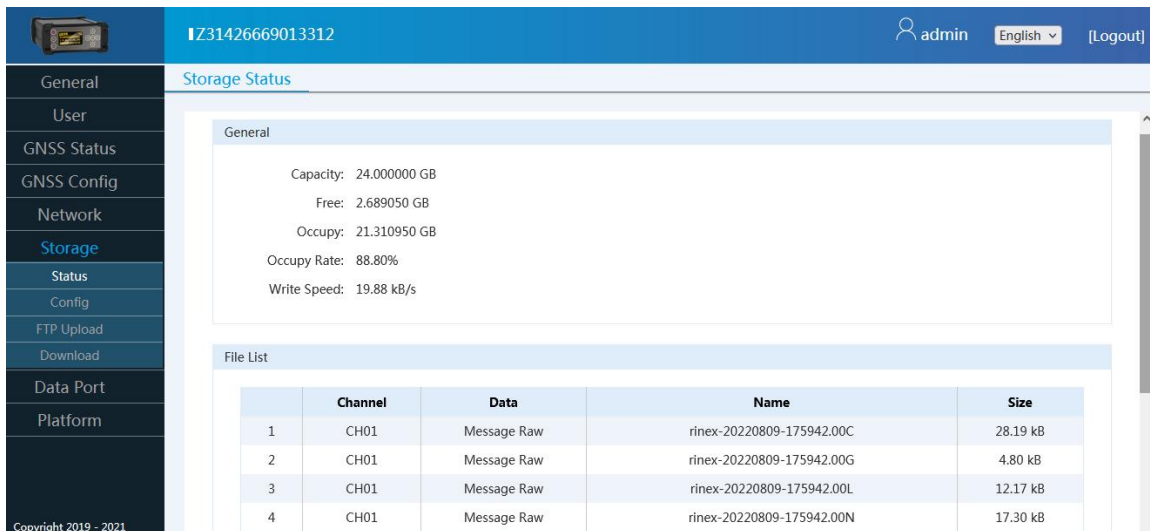 Z31426669013312
admin
English
[Logout]
General
User
GNSS Status
GNSS Config
Network
Storage
Status
Config
FTP Upload
Download
Data Port
Platform
Copyright 2019 - 2021
Storage Status
General
Capacity: 24.000000 GB
Free: 2.689050 GB
Occupy: 21.310950 GB
Occupy Rate: 88.80%
Write Speed: 19.88 kB/s
File List
Channel Data Name Size
1 CH01 Message Raw rinex-20220809-175942.00C 28.19 kB
2 CH01 Message Raw rinex-20220809-175942.00G 4.80 kB
3 CH01 Message Raw rinex-20220809-175942.00L 12.17 kB
4 CH01 Message Raw rinex-20220809-175942.00N 17.30 kB